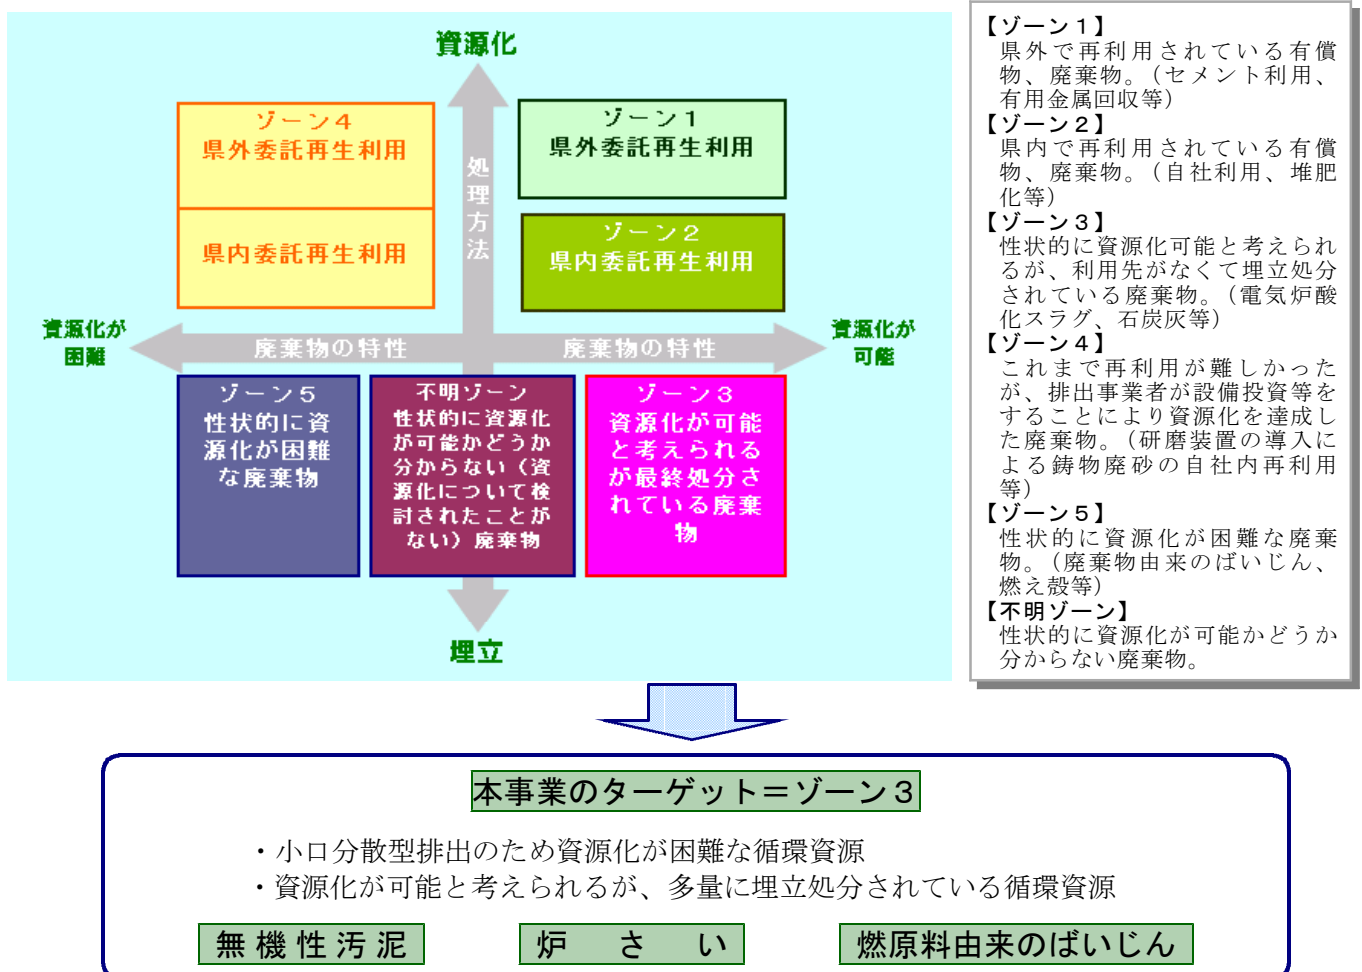 資源化
ゾーン４
県外委託再生利用
県内委託再生利用
処理方法
ゾーン１
県外委託再生利用
ゾーン２
県内委託再生利用
資源化が
困難
廃棄物の特性
廃棄物の特性
資源化が
可能
ゾーン５
性状的に資
源化が困難
な廃棄物
不明ゾーン
性状的に資源化
が可能かどうか
分からない（資
源化について検
討されたことが
ない）廃棄物
ゾーン３
資源化が可能
と考えられる
が最終処分さ
れている廃棄
物
埋立
【ゾーン１】
県外で再利用されている有償
物、廃棄物。（セメント利用、
有用金属回収等）
【ゾーン２】
県内で再利用されている有償
物、廃棄物。（自社利用、堆肥
化等）
【ゾーン３】
性状的に資源化可能と考えられ
るが、利用先がなくて埋立処分
されている廃棄物。（電気炉酸
化スラグ、石炭灰等）
【ゾーン４】
これまで再利用が難しかった
が、排出事業者が設備投資等を
することにより資源化を達成し
た廃棄物。（研磨装置の導入に
よる鋳物廃砂の自社内再利用
等）
【ゾーン５】
性状的に資源化が困難な廃棄
物。（廃棄物由来のばいじん、
燃え殻等）
【不明ゾーン】
性状的に資源化が可能かどうか
分からない廃棄物。
本事業のターゲット＝ゾーン３
・小口分散型排出のため資源化が困難な循環資源
・資源化が可能と考えられるが、多量に埋立処分されている循環資源
無機性汚泥
炉さい
燃原料由来のばいじん